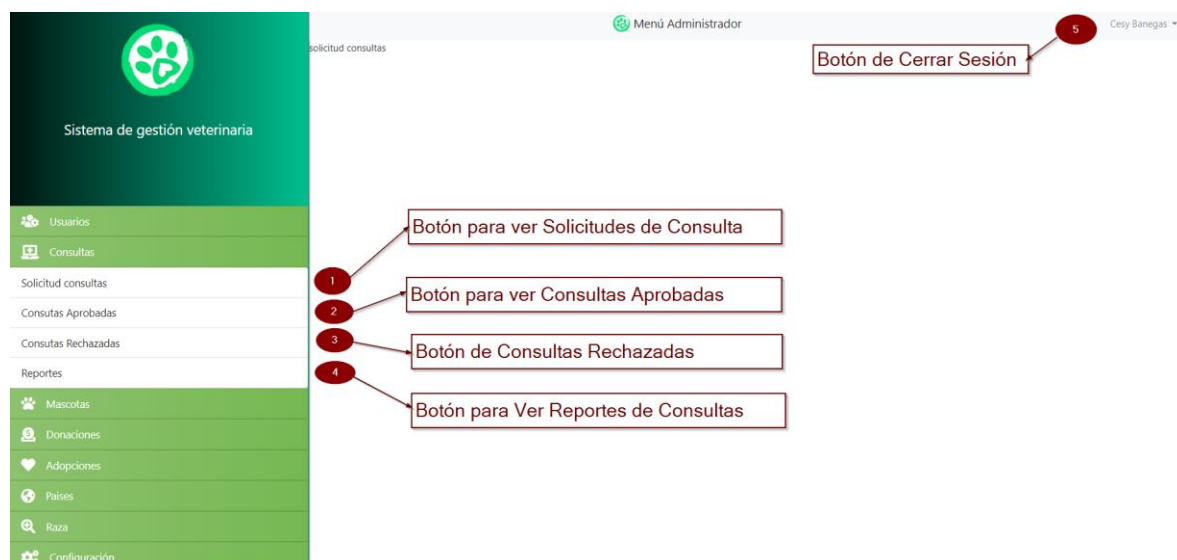 Menú Administrador
5
Cesy Banegas
solicitud consultas
Botón de Cerrar Sesión
Sistema de gestión veterinaria
Usuarios
Botón para ver Solicitudes de Consulta
Consultas
Solicitud consultas
1
Botón para ver Consultas Aprobadas
Consutas Aprobadas
2
Consutas Rechazadas
3
Botón de Consultas Rechazadas
Reportes
4
Mascotas
Botón para Ver Reportes de Consultas
Donaciones
Adopciones
Paises
Raza
Configuración